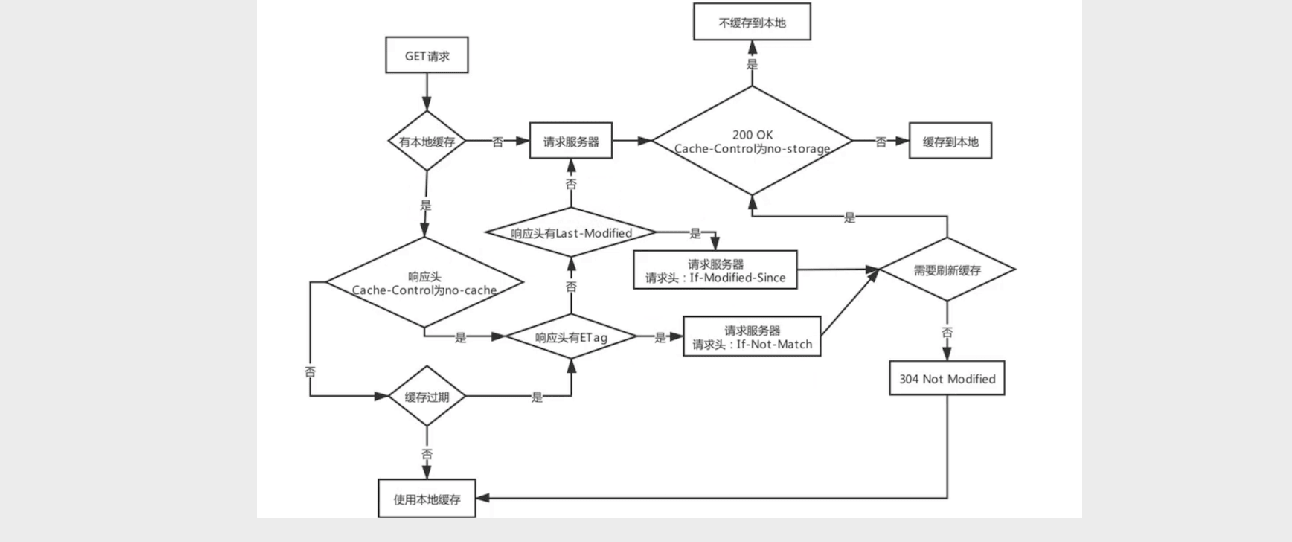 不缓存到本地
GET请求
是
200 OK
Cache-Control为no-storage
有本地缓存
否
请求服务器
否
缓存到本地
否
是
是
响应头有Last-Modified
是
请求服务器
请求头：If-Modified-Since
需要刷新缓存
响应头
Cache-Control为no-cache
否
是
响应头有ETag
是
请求服务器
请求头：If-Not-Match
否
否
304 Not Modified
缓存过期
是
否
使用本地缓存